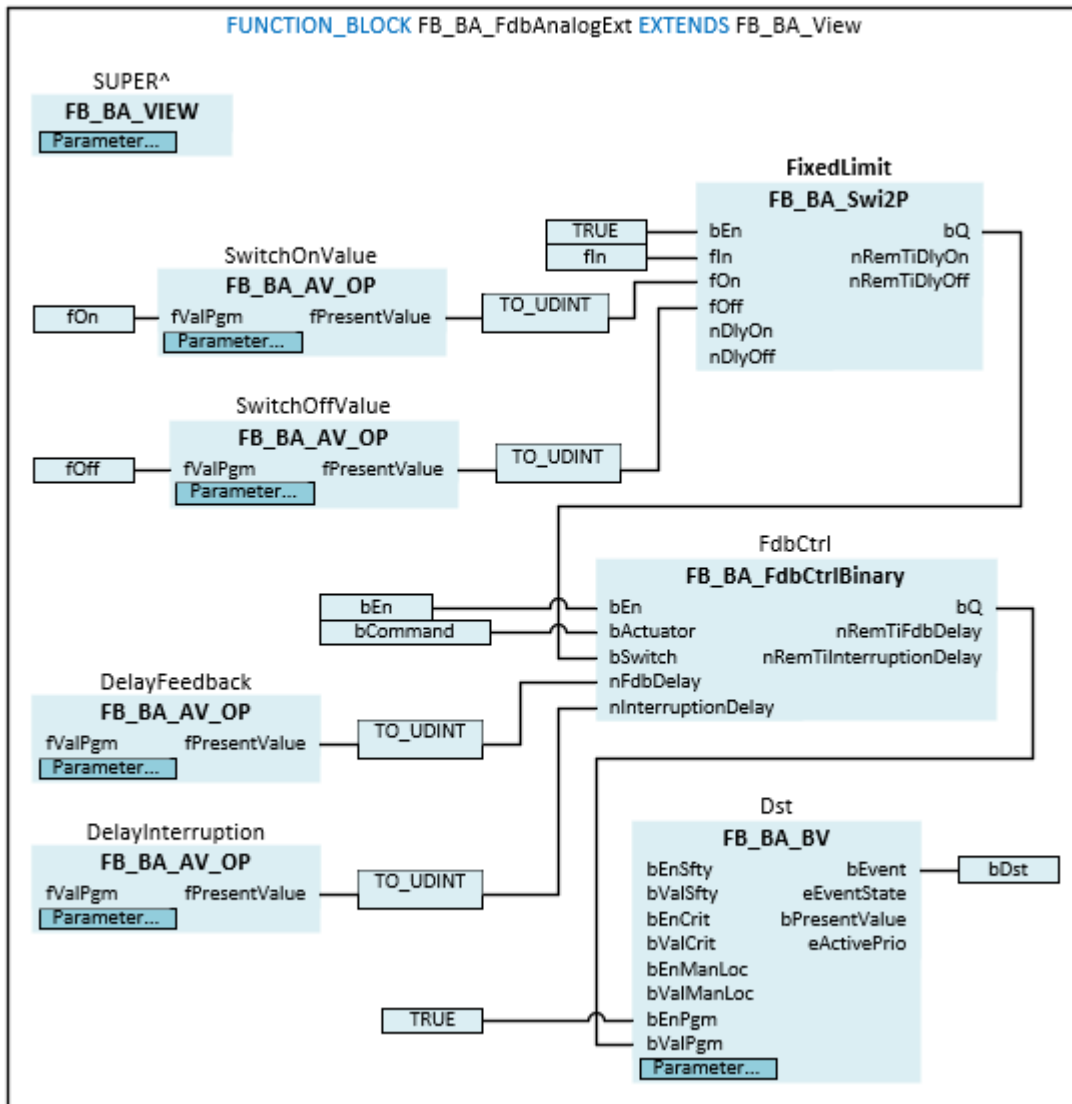 FUNCTION_BLOCK FB_BA_FdbAnalogExt EXTENDS FB_BA_View
SUPER^
FB_BA_VIEW
Parameter...
FixedLimit
FB_BA_Swi2P
TRUE
bEn
bQ
fIn
fIn
nRemTiDlyOn
fOn
nRemTiDlyOff
fOff
nDlyOn
nDlyOff
SwitchOnValue
FB_BA_AV_OP
fOn
fValPgm
fPresentValue
TO_UDINT
Parameter...
SwitchOffValue
FB_BA_AV_OP
fOff
fValPgm
fPresentValue
TO_UDINT
Parameter...
FdbCtrl
FB_BA_FdbCtrlBinary
bEn
bEn
bQ
bCommand
bActuator
nRemTiFdbDelay
bSwitch
nRemTiInterruptionDelay
nFdbDelay
nInterruptionDelay
DelayFeedback
FB_BA_AV_OP
fValPgm
fPresentValue
TO_UDINT
Parameter...
DelayInterruption
FB_BA_AV_OP
fValPgm
fPresentValue
TO_UDINT
Parameter...
Dst
FB_BA_BV
bEnSfty
bEvent
bDst
bValSfty
eEventState
bEnCrit
bPresentValue
bValCrit
eActivePrio
bEnManLoc
bValManLoc
TRUE
bEnPgm
bValPgm
Parameter...